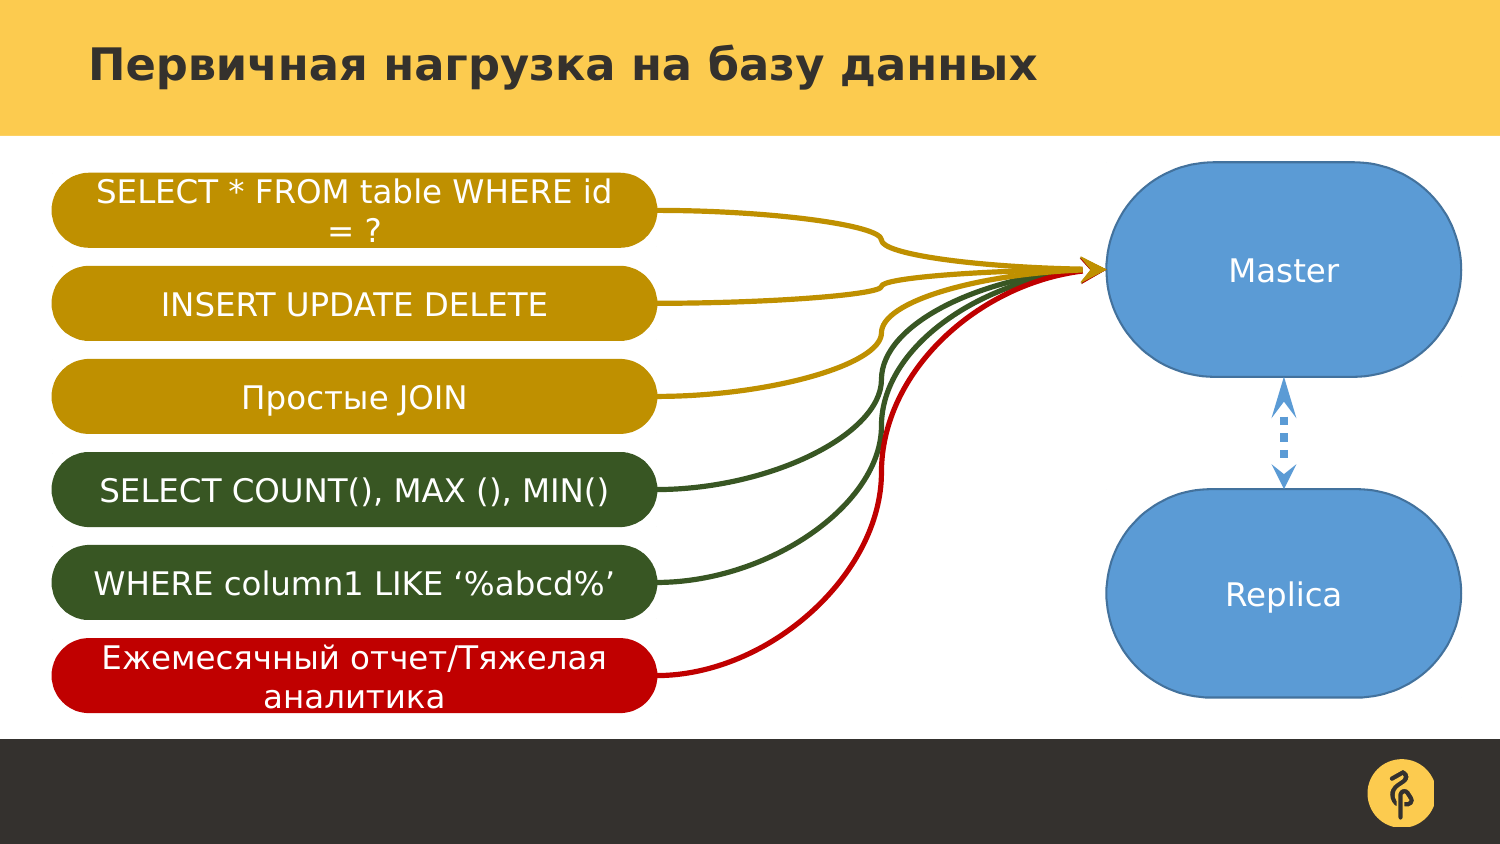 Первичная нагрузка на базу данных
SELECT * FROM table WHERE id
= ?
INSERT UPDATE DELETE
Простые JOIN
SELECT COUNT(), MAX (), MIN()
WHERE column1 LIKE ‘%abcd%’
Ежемесячный отчет/Тяжелая
аналитика
Master
Replica